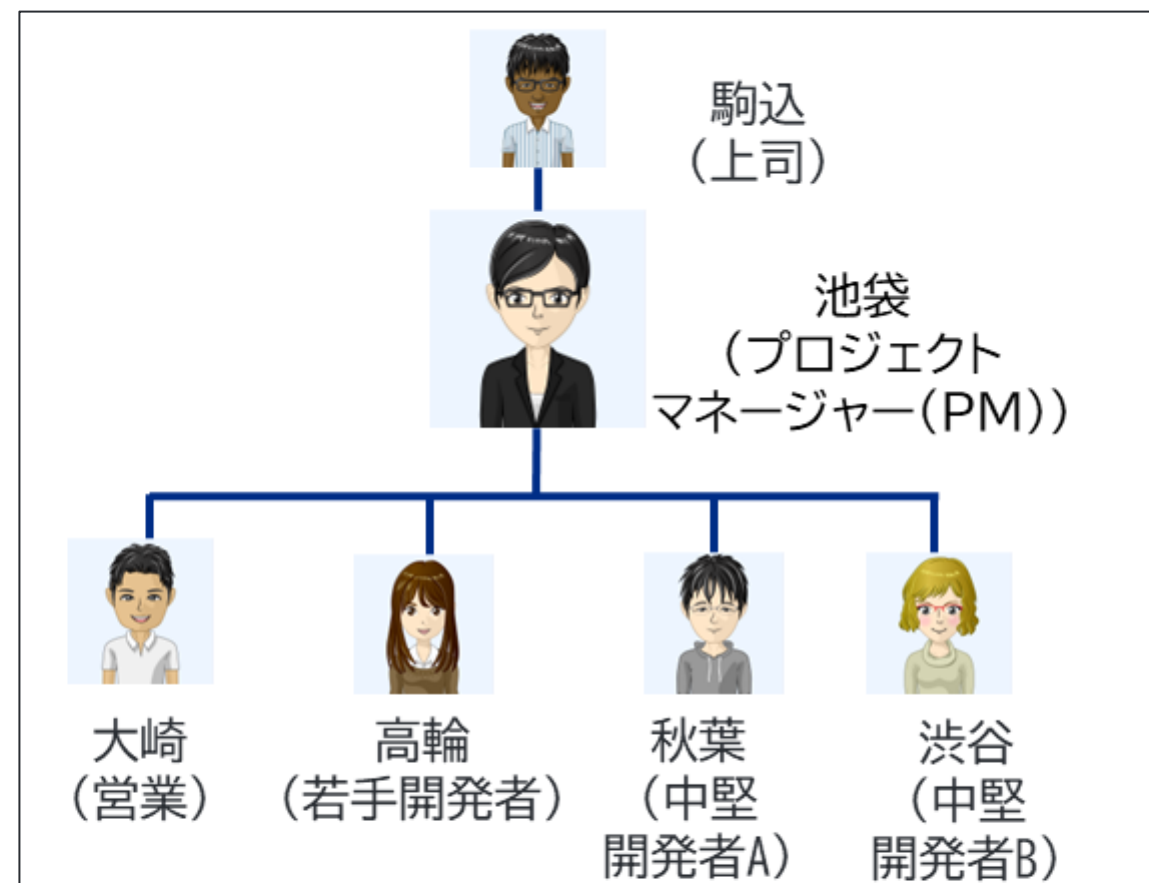 駒込
（上司）
池袋
（プロジェクト
マネージャー(PM)）
大崎
（営業）
高輪
（若手開発者）
秋葉
（中堅
開発者A）
渋谷
（中堅
開発者B）